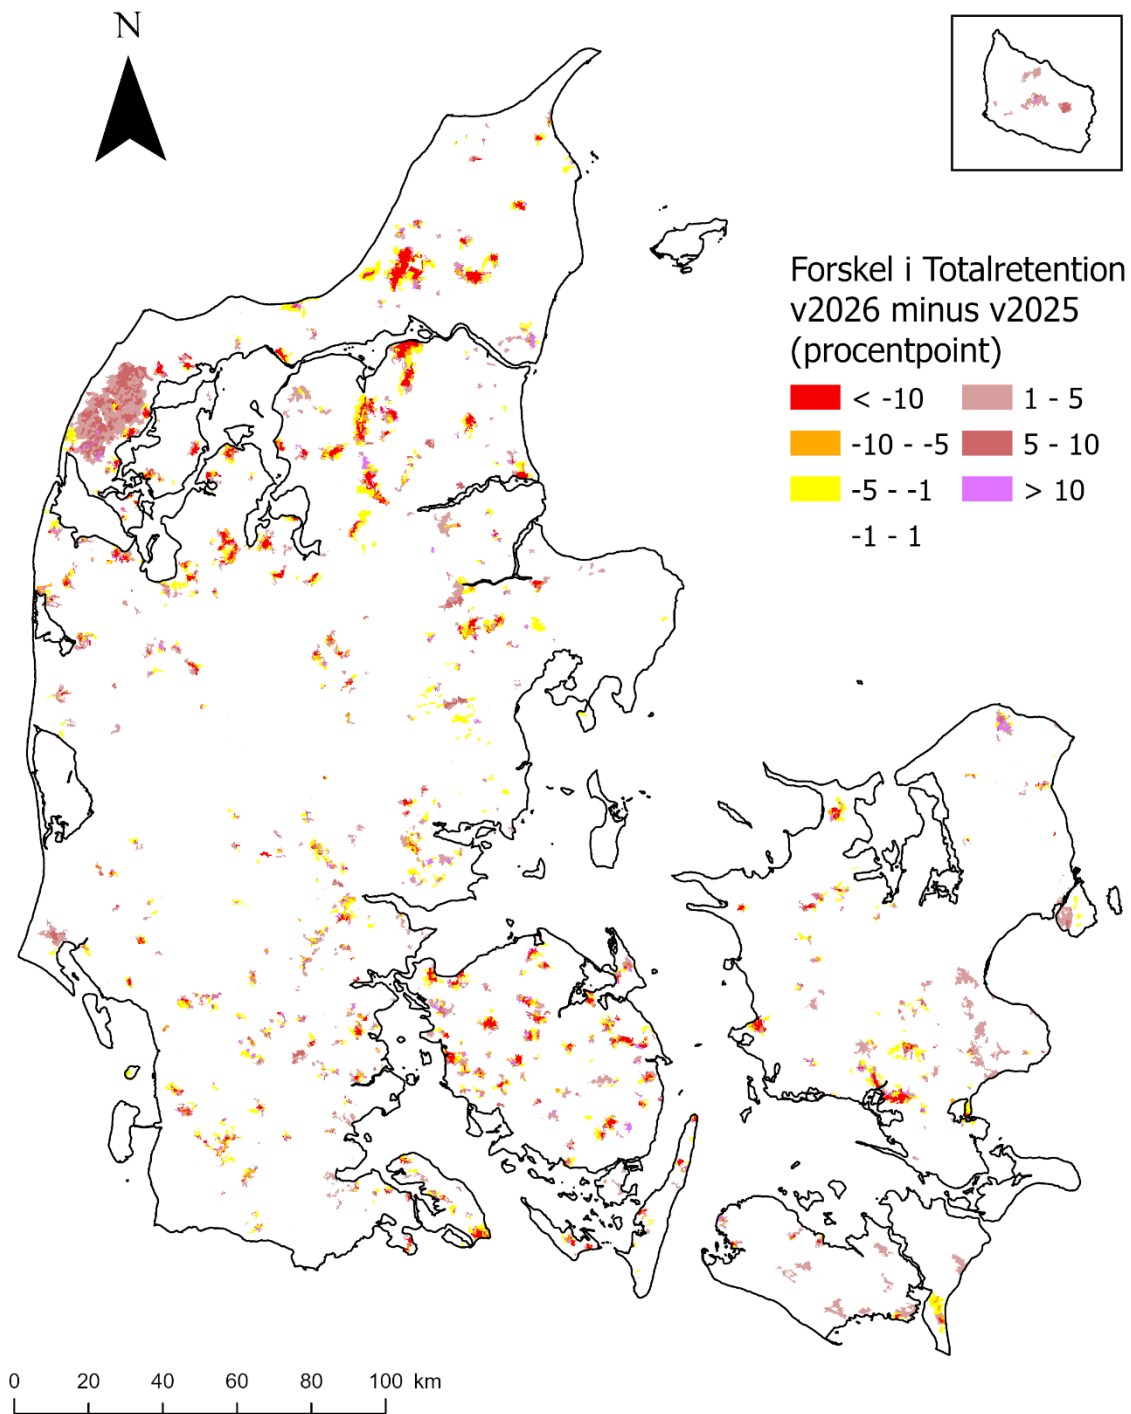 N
Forskel i Totalretention
v2026 minus v2025
(procentpoint)
< -10
1 - 5
-10 - -5
5 - 10
-5 - -1
> 10
-1 - 1
0 20 40 60 80 100 km